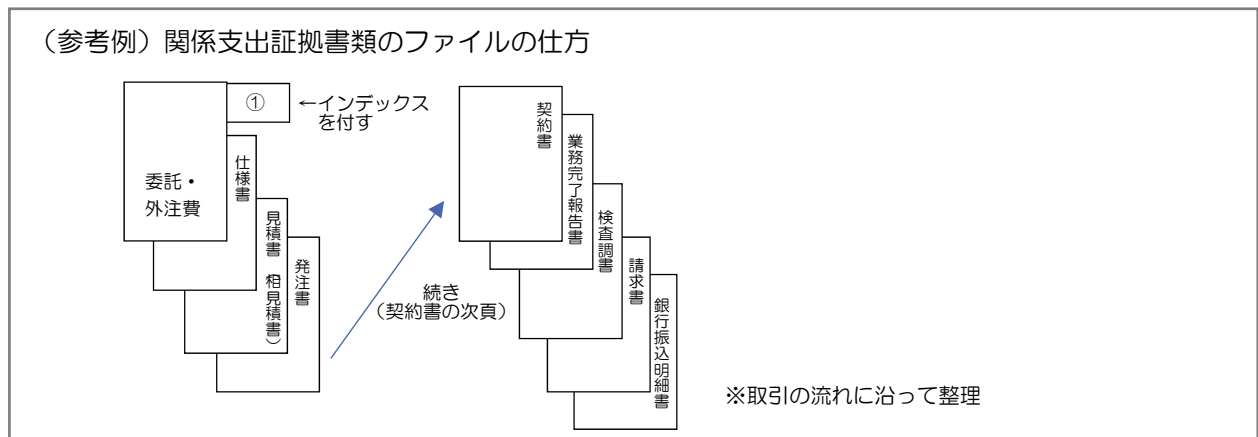 （参考例）関係支出証拠書類のファイルの仕方
①
←インデックス
を付す
委託・
外注費
仕様書
見積書（相見積書）
発注書
続き
（契約書の次頁）
契約書
業務完了報告書
検査調書
請求書
銀行振込明細書
※取引の流れに沿って整理